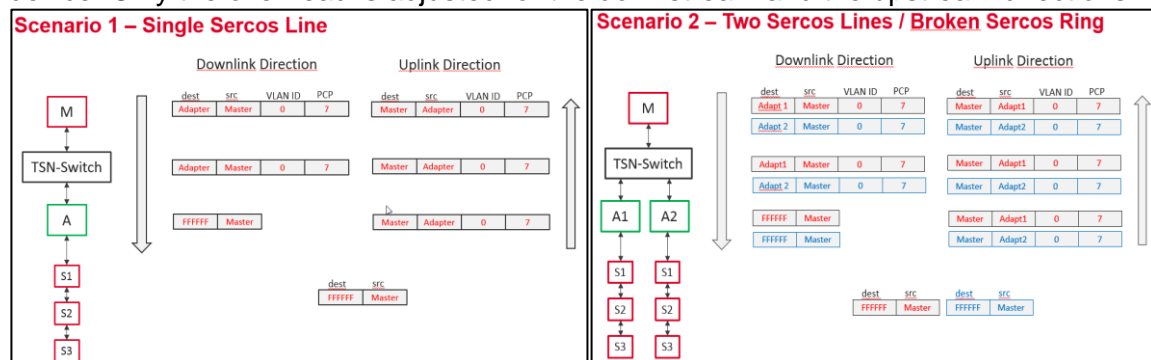 Scenario 1 – Single Sercos Line
Downlink Direction
Uplink Direction
dest src VLAN ID PCP
dest src VLAN ID PCP
M
Adapter Master 0 7
Master Adapter 0 7
TSN-Switch
Adapter Master 0 7
Master Adapter 0 7
A
FFFFFF Master
Master Adapter 0 7
S1
S2
S3
dest src
FFFFFF Master
Scenario 2 – Two Sercos Lines / Broken Sercos Ring
Downlink Direction
Uplink Direction
dest src VLAN ID PCP
dest src VLAN ID PCP
M
Adapt 1 Master 0 7
Master Adapt1 0 7
Adapt 2 Master 0 7
Master Adapt2 0 7
TSN-Switch
Adapt1 Master 0 7
Master Adapt1 0 7
Adapt 2 Master 0 7
Master Adapt2 0 7
A1 A2
FFFFFF Master
Master Adapt1 0 7
FFFFFF Master
Master Adapt2 0 7
S1 S1
S2 S2
S3 S3
dest src dest src
FFFFFF Master FFFFFF Master